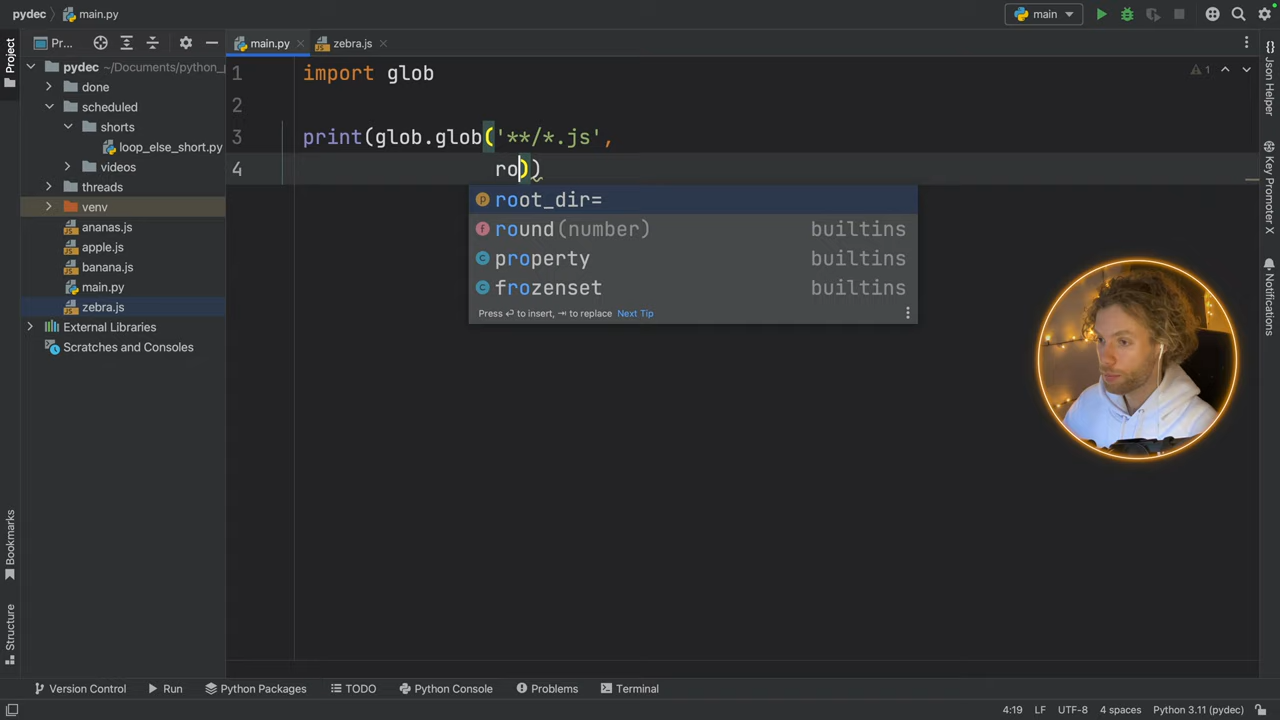 pydec main.py main
Pr... main.py zebra.js
Project
pydec ~/Documents/python_
done
scheduled
shorts
loop_else_short.py
videos
threads
venv
ananas.js
apple.js
banana.js
main.py
zebra.js
External Libraries
Scratches and Consoles
1 import glob
2
3 print(glob.glob('**/*.js',
4 ro))
1
root_dir=
round(number) builtins
property builtins
frozenset builtins
Press ⏎ to insert, ⇥ to replace Next Tip
Json Helper
Key Promoter X
Notifications
Bookmarks
Structure
Version Control Run Python Packages TODO Python Console Problems Terminal
4:19 LF UTF-8 4 spaces Python 3.11 (pydec)